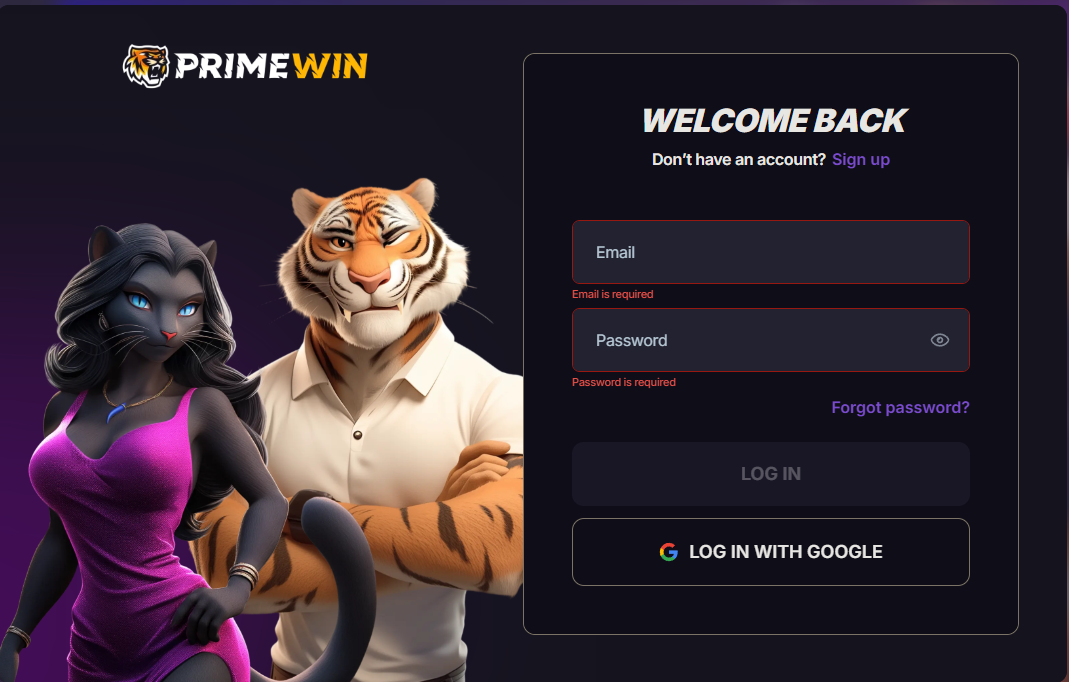 PRIMEWIN
WELCOME BACK
Don’t have an account? Sign up
Email
Email is required
Password
Password is required
Forgot password?
LOG IN
LOG IN WITH GOOGLE